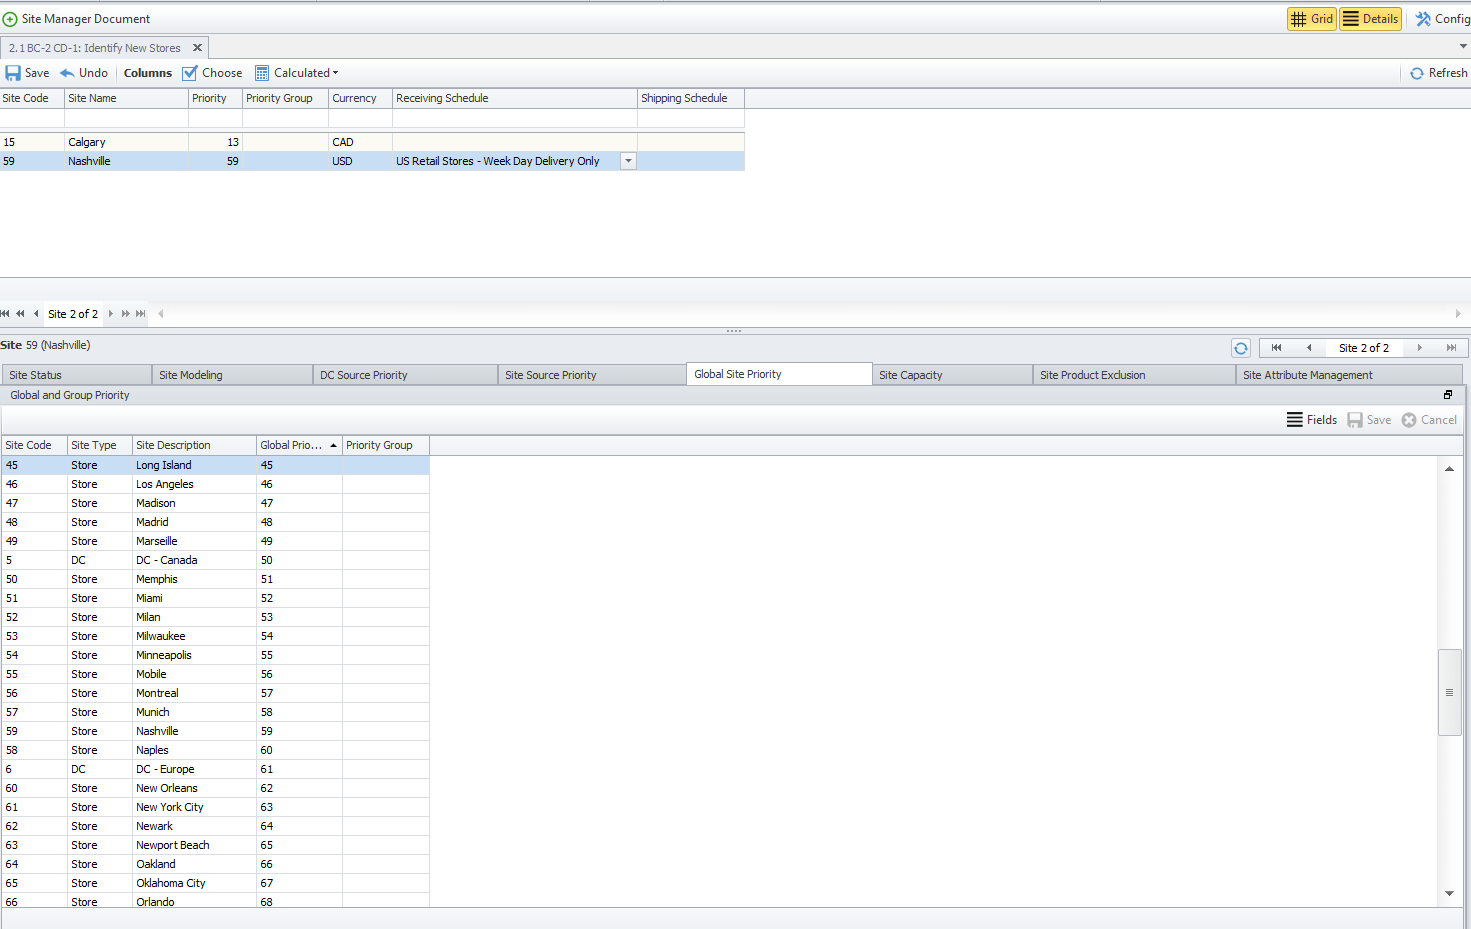 Site Manager Document Grid Details Config
2.1 BC-2 CD-1: Identify New Stores
Save Undo Columns Choose Calculated Refresh
Site Code Site Name Priority Priority Group Currency Receiving Schedule Shipping Schedule
15 Calgary 13 CAD
59 Nashville 59 USD US Retail Stores - Week Day Delivery Only
Site 2 of 2
Site 59 (Nashville) Site 2 of 2
Site Status Site Modeling DC Source Priority Site Source Priority Global Site Priority Site Capacity Site Product Exclusion Site Attribute Management
Global and Group Priority
Fields Save Cancel
Site Code Site Type Site Description Global Prio... Priority Group
45 Store Long Island 45
46 Store Los Angeles 46
47 Store Madison 47
48 Store Madrid 48
49 Store Marseille 49
5 DC DC - Canada 50
50 Store Memphis 51
51 Store Miami 52
52 Store Milan 53
53 Store Milwaukee 54
54 Store Minneapolis 55
55 Store Mobile 56
56 Store Montreal 57
57 Store Munich 58
59 Store Nashville 59
58 Store Naples 60
6 DC DC - Europe 61
60 Store New Orleans 62
61 Store New York City 63
62 Store Newark 64
63 Store Newport Beach 65
64 Store Oakland 66
65 Store Oklahoma City 67
66 Store Orlando 68